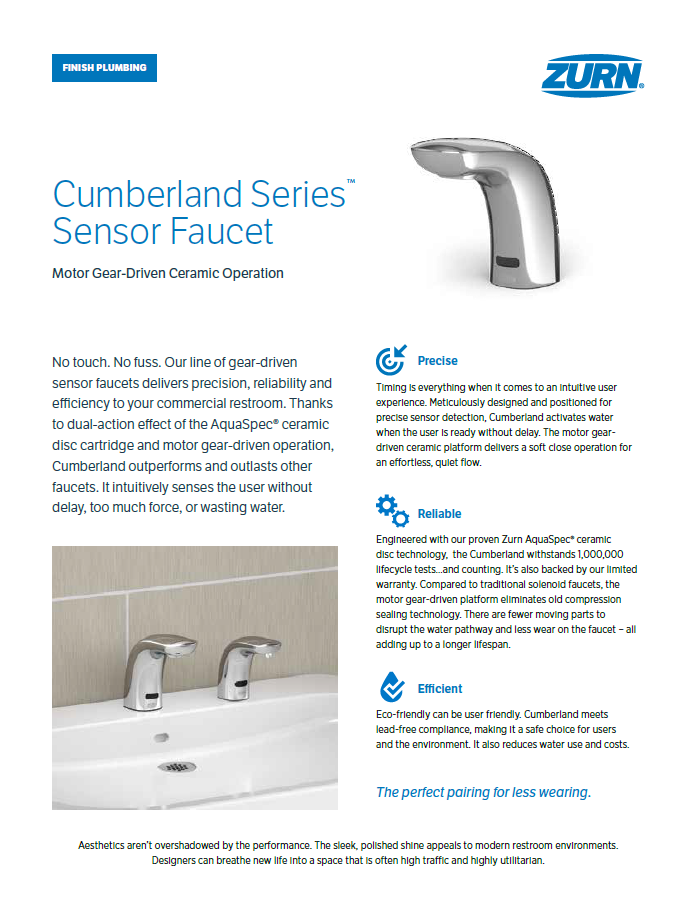 FINISH PLUMBING
ZURN®
Cumberland Series™
Sensor Faucet
Motor Gear-Driven Ceramic Operation
No touch. No fuss. Our line of gear-driven
sensor faucets delivers precision, reliability and
efficiency to your commercial restroom. Thanks
to dual-action effect of the AquaSpec® ceramic
disc cartridge and motor gear-driven operation,
Cumberland outperforms and outlasts other
faucets. It intuitively senses the user without
delay, too much force, or wasting water.
Precise
Timing is everything when it comes to an intuitive user
experience. Meticulously designed and positioned for
precise sensor detection, Cumberland activates water
when the user is ready without delay. The motor gear-
driven ceramic platform delivers a soft close operation for
an effortless, quiet flow.
Reliable
Engineered with our proven Zurn AquaSpec® ceramic
disc technology, the Cumberland withstands 1,000,000
lifecycle tests...and counting. It's also backed by our limited
warranty. Compared to traditional solenoid faucets, the
motor gear-driven platform eliminates old compression
sealing technology. There are fewer moving parts to
disrupt the water pathway and less wear on the faucet – all
adding up to a longer lifespan.
Efficient
Eco-friendly can be user friendly. Cumberland meets
lead-free compliance, making it a safe choice for users
and the environment. It also reduces water use and costs.
The perfect pairing for less wearing.
Aesthetics aren't overshadowed by the performance. The sleek, polished shine appeals to modern restroom environments.
Designers can breathe new life into a space that is often high traffic and highly utilitarian.